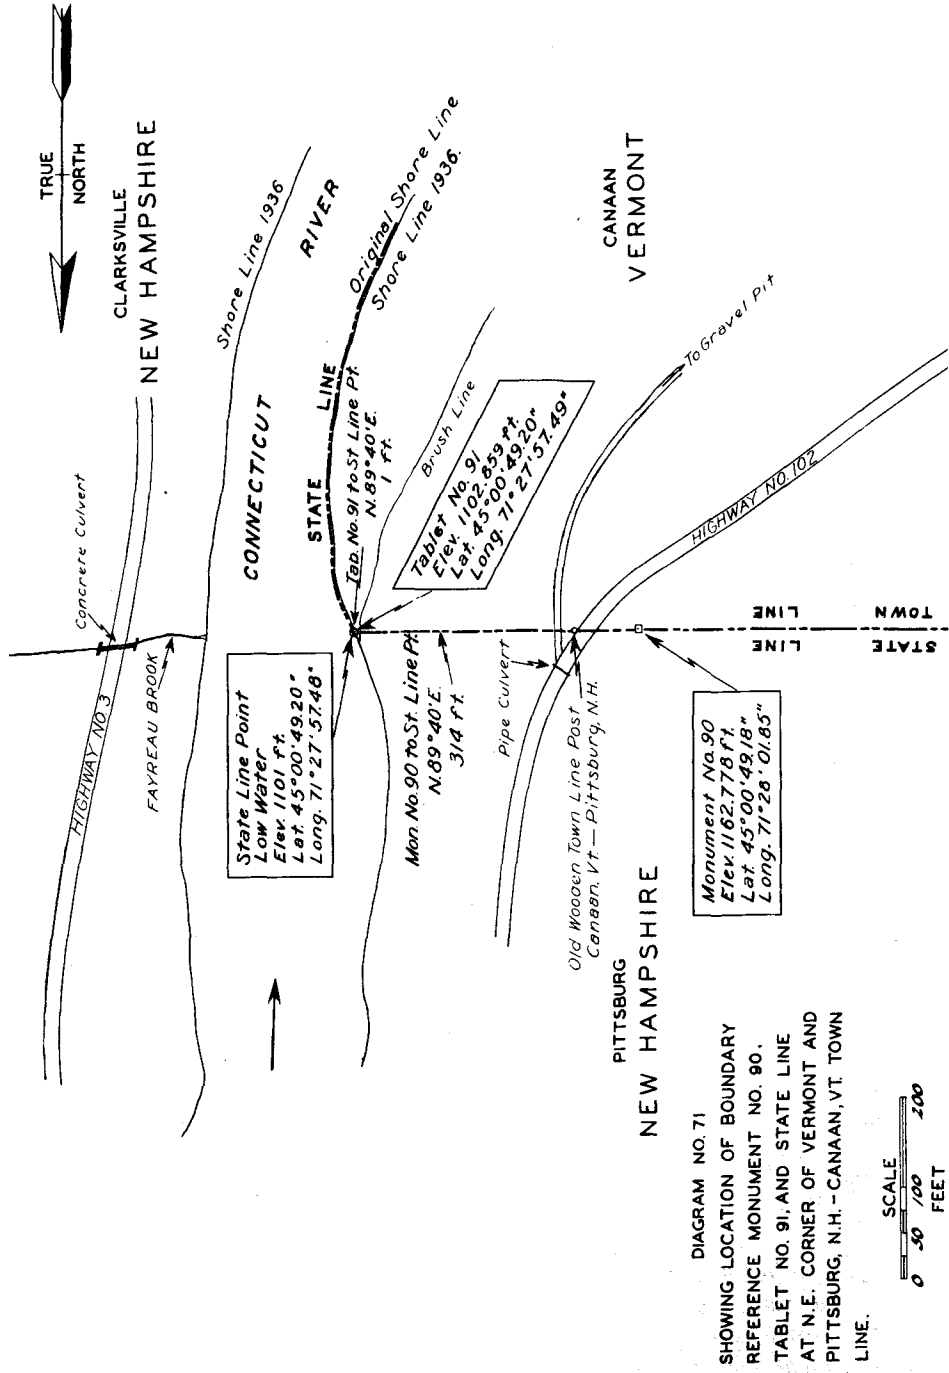 TRUE
NORTH
CLARKSVILLE
NEW HAMPSHIRE
Concrete Culvert
HIGHWAY NO 3
FAYREAU BROOK
Shore Line 1936
CONNECTICUT
RIVER
STATE LINE
Original Shore Line
Shore Line 1936.
Tab. No. 91 to St Line Pt.
N.89°40'E.
1 ft.
Brush Line
CANAAN
VERMONT
Tablet No. 91
Elev. 1102.859 ft.
Lat. 45°00'49.20"
Long. 71°27'57.49"
State Line Point
Low Water
Elev. 1101 ft.
Lat. 45°00'49.20"
Long. 71°27'57.48"
Mon. No. 90 to St. Line Pt.
N.89°40'E.
314 ft.
To Gravel Pit
HIGHWAY NO. 102
Pipe Culvert
Old Wooden Town Line Post
Canaan. Vt. - Pittsburg, N.H.
STATE LINE
TOWN LINE
Monument No. 90
Elev. 1162.778 ft.
Lat 45°00'49.18"
Long. 71°28'01.85"
PITTSBURG
NEW HAMPSHIRE
DIAGRAM NO. 71
SHOWING LOCATION OF BOUNDARY
REFERENCE MONUMENT NO. 90.
TABLET NO. 91, AND STATE LINE
AT N.E. CORNER OF VERMONT AND
PITTSBURG, N.H. - CANAAN, VT. TOWN
LINE.
SCALE
0 50 100 200
FEET